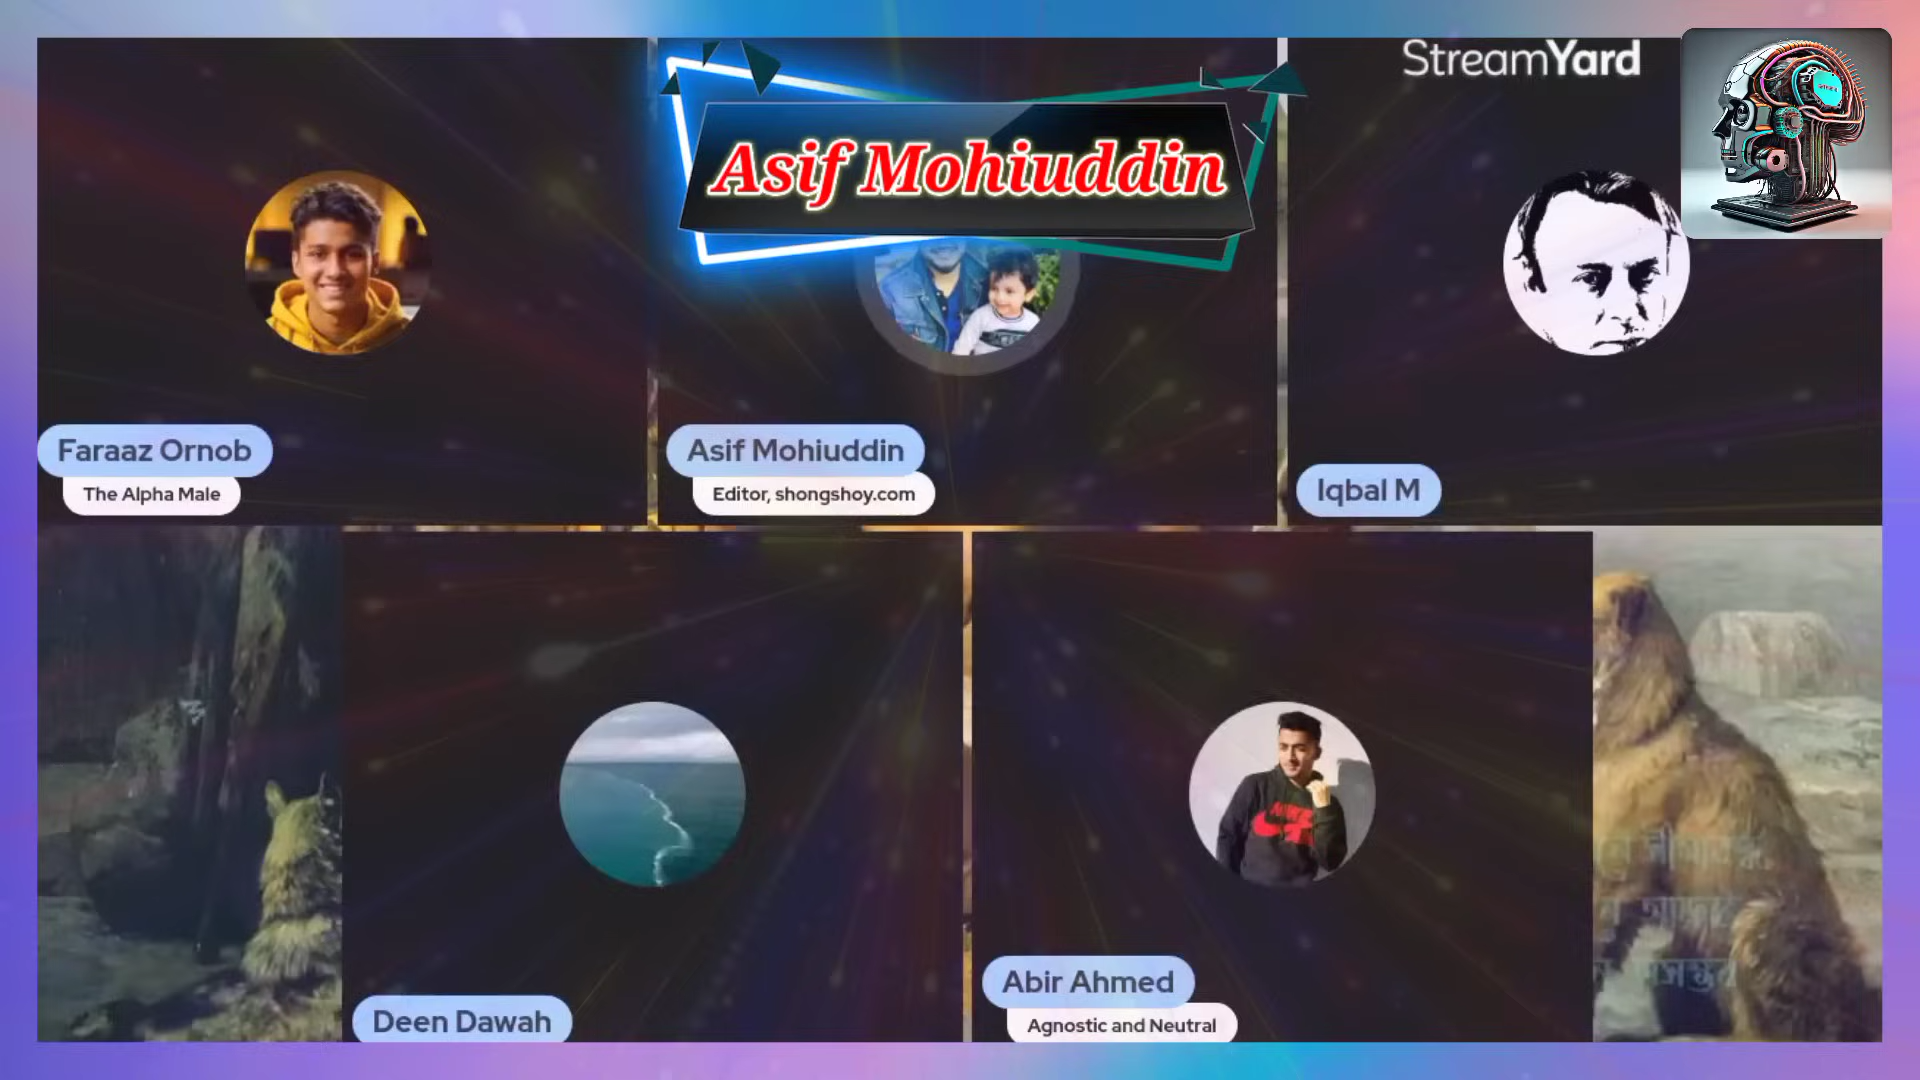 StreamYard
Asif Mohiuddin
Faraaz Ornob
The Alpha Male
Asif Mohiuddin
Editor, shongshoy.com
Iqbal M
Deen Dawah
Abir Ahmed
Agnostic and Neutral